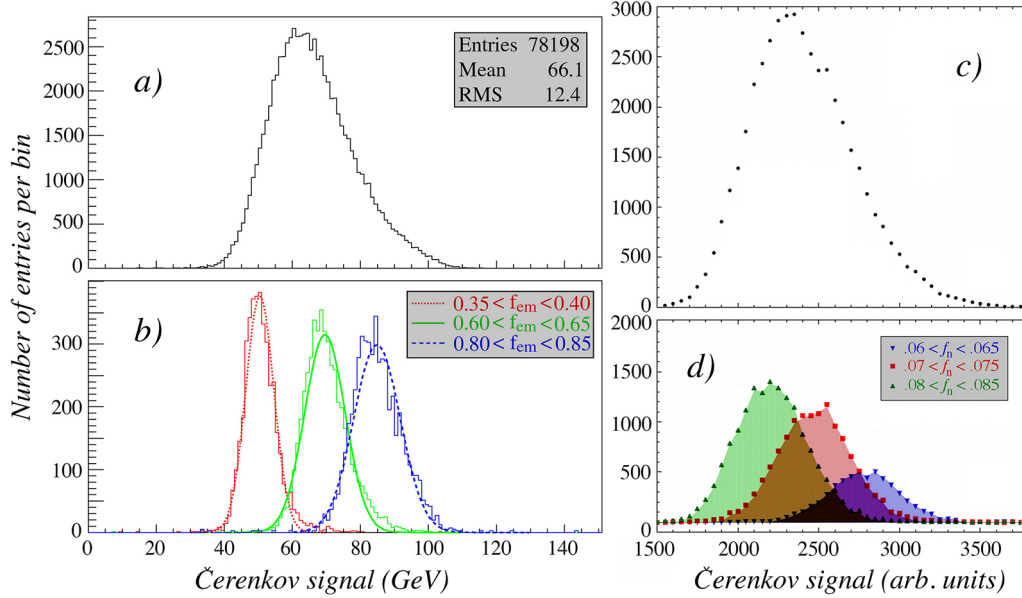 Number of entries per bin
a)
Entries 78198
Mean 66.1
RMS 12.4
2500
2000
1500
1000
500
0
b)
0.35 < fem < 0.40
0.60 < fem < 0.65
0.80 < fem < 0.85
300
200
100
0
0 20 40 60 80 100 120 140
Čerenkov signal (GeV)
c)
3000
2500
2000
1500
1000
500
0
d)
.06 < fn < .065
.07 < fn < .075
.08 < fn < .085
2000
1500
1000
500
0
1500 2000 2500 3000 3500
Čerenkov signal (arb. units)